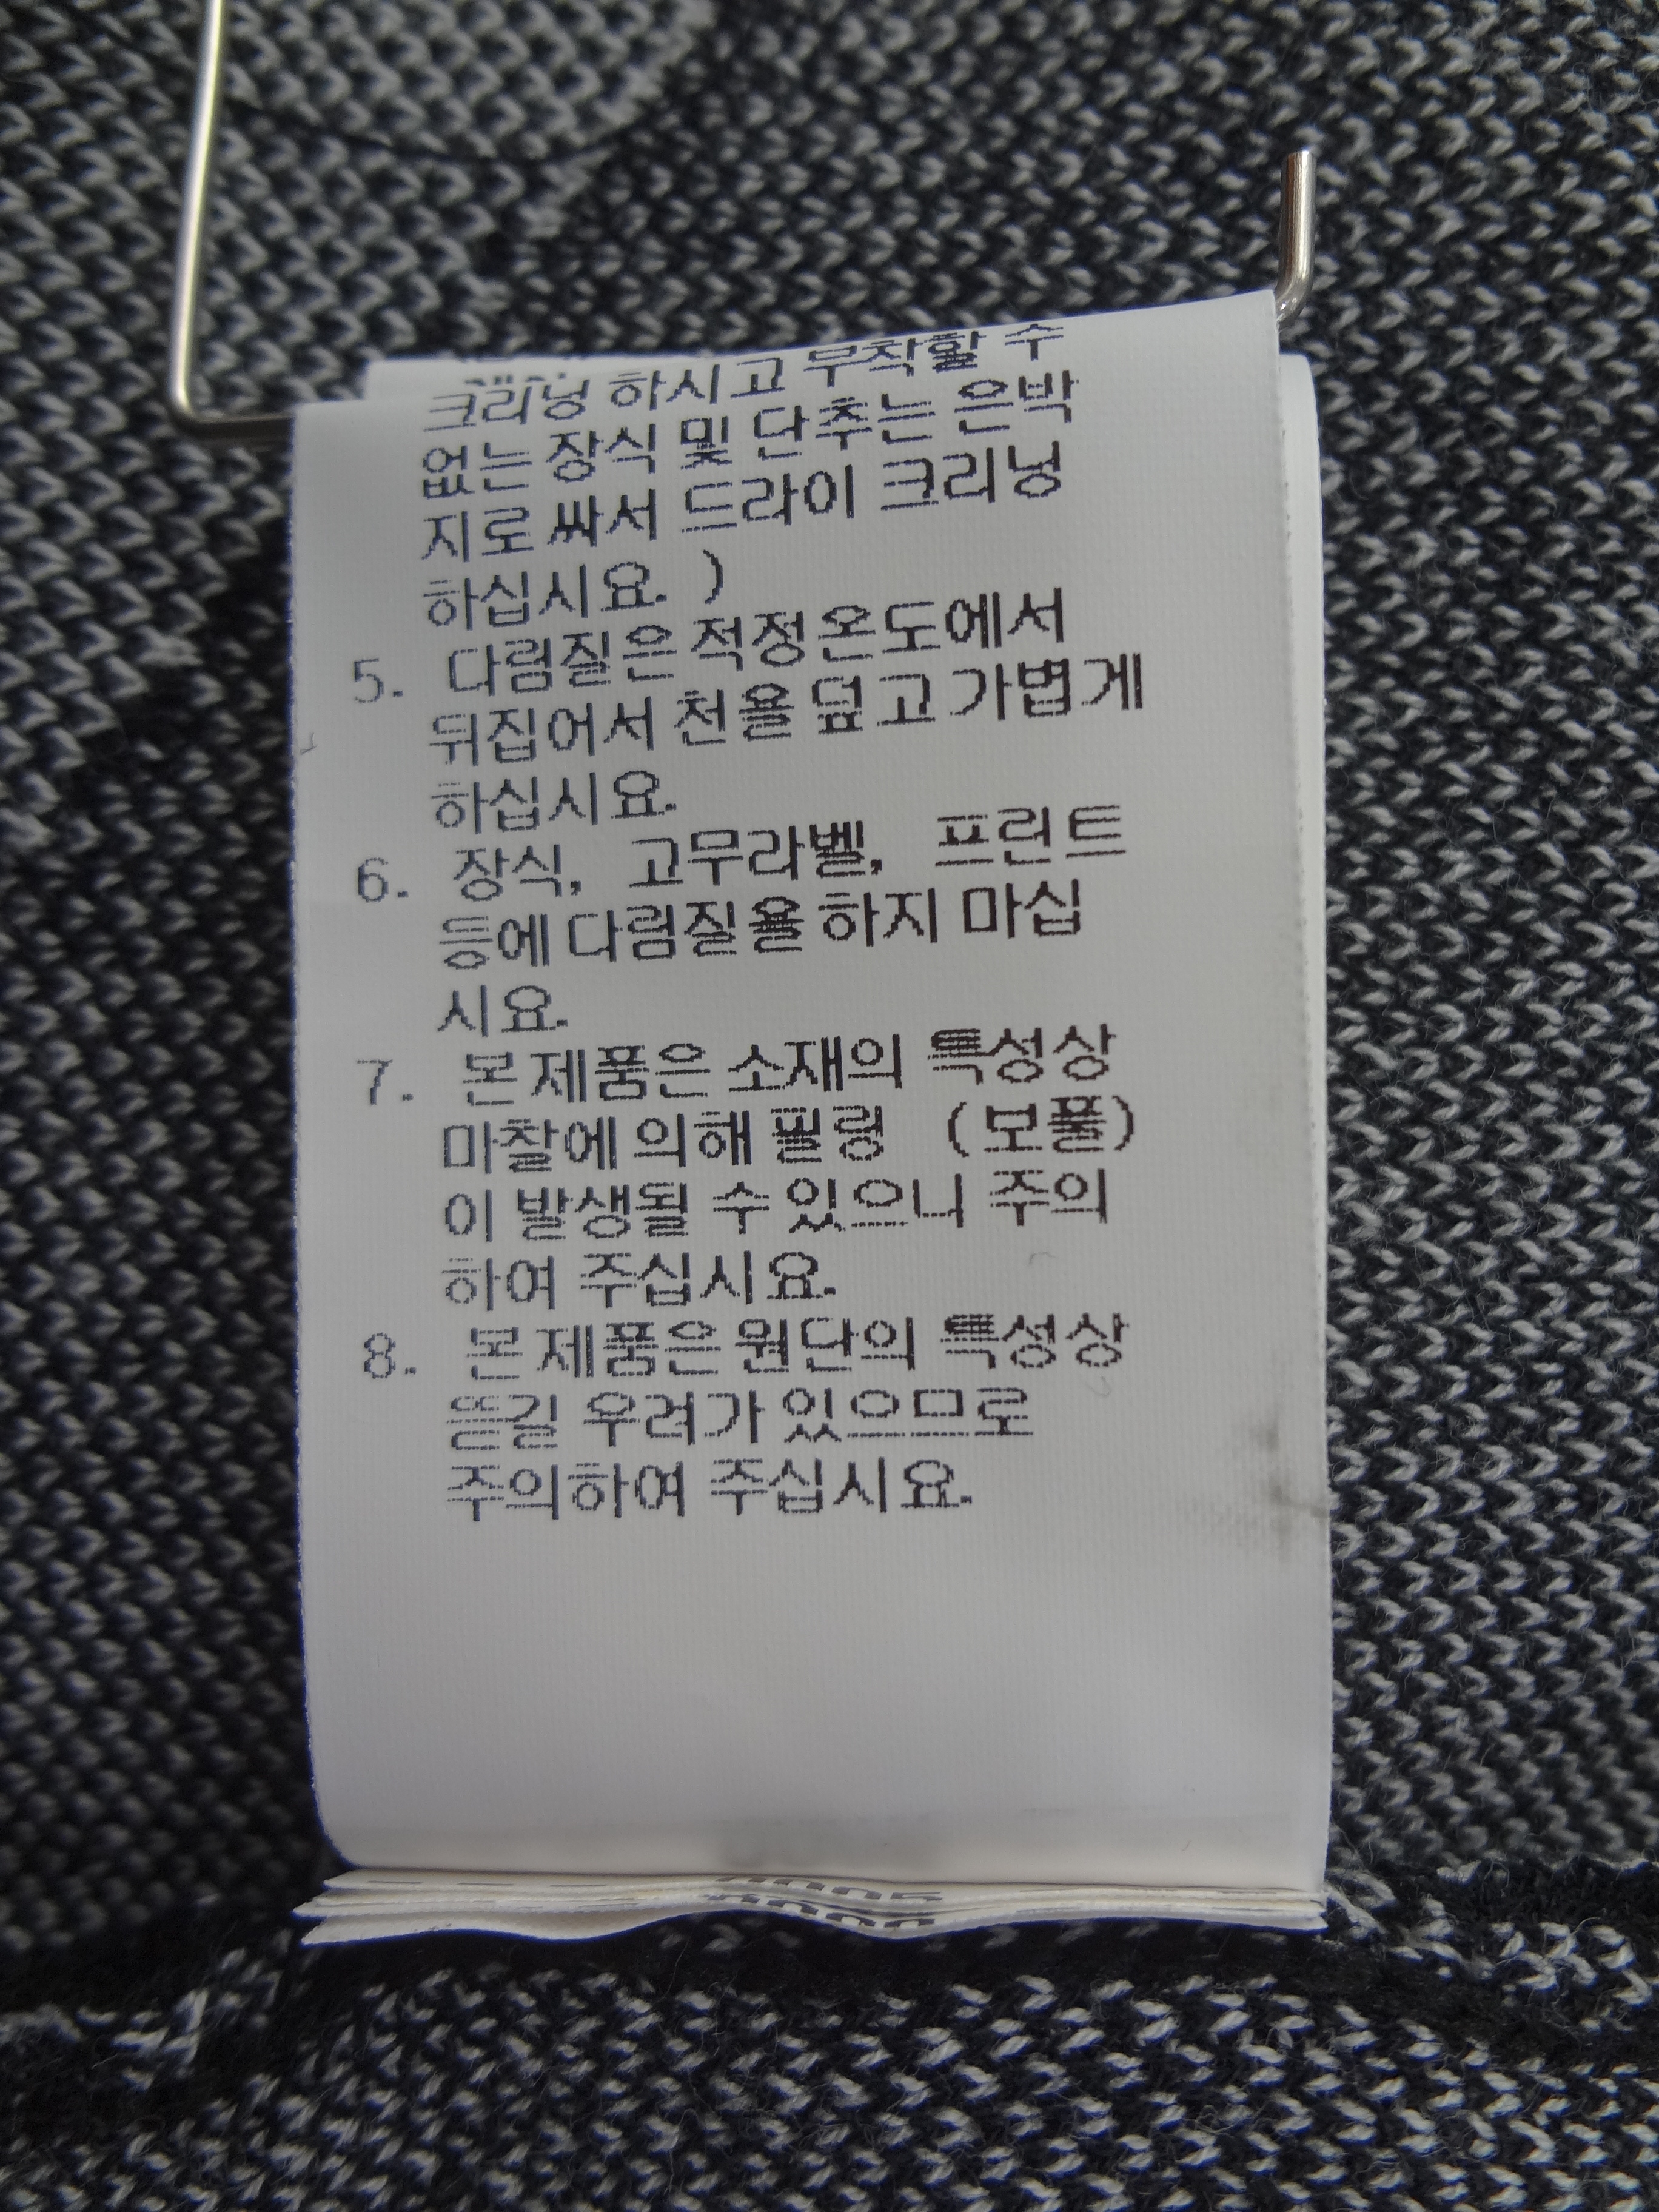 크리닝 하시고 부착할 수
없는 장식 및 단추는 은박
지로 싸서 드라이 크리닝
하십시요. )
5. 다림질은 적정온도에서
뒤집어서 천을 덮고 가볍게
하십시요.
6. 장식, 고무라벨, 프린트
등에 다림질을 하지 마십
시요.
7. 본제품은 소재의 특성상
마찰에 의해 필링 (보풀)
이 발생될 수 있으니 주의
하여 주십시요.
8. 본제품은 원단의 특성상
뜯길 우려가 있으므로
주의하여 주십시요.